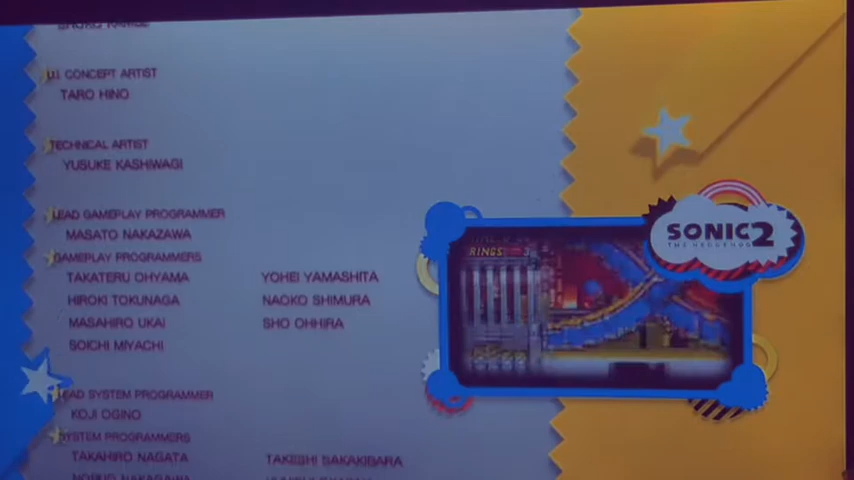 U.I. CONCEPT ARTIST
TARO HINO
TECHNICAL ARTIST
YUSUKE KASHIWAGI
LEAD GAMEPLAY PROGRAMMER
MASATO NAKAZAWA
GAMEPLAY PROGRAMMERS
TAKATERU OHYAMA YOHEI YAMASHITA
HIROKI TOKUNAGA NAOKO SHIMURA
MASAHIRO UKAI SHO OHHIRA
SOICHI MIYACHI
LEAD SYSTEM PROGRAMMER
KOJI OGINO
SYSTEM PROGRAMMERS
TAKAHIRO NAGATA TAKESHI SAKAKIBARA
SONIC 2
THE HEDGEHOG
RINGS 3